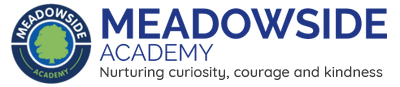 MEADOWSIDE
ACADEMY
MEADOWSIDE
ACADEMY
Nurturing curiosity, courage and kindness